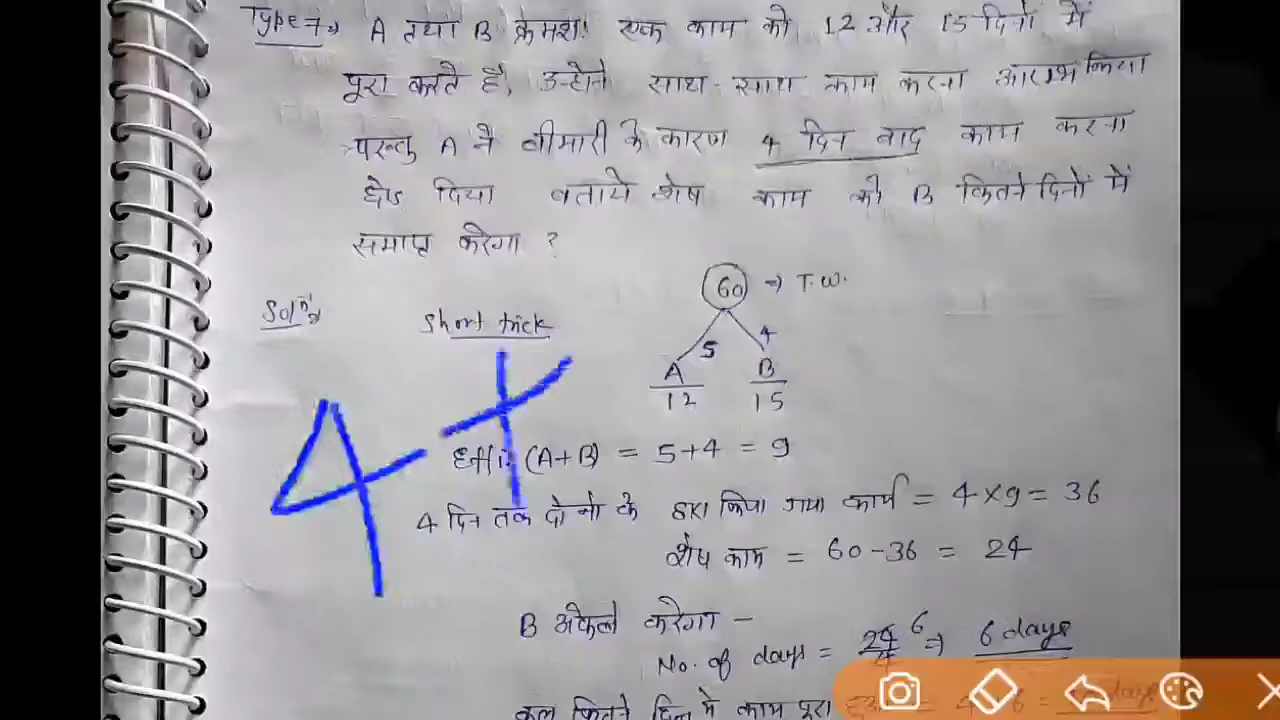 Type-7⇒ A तथा B क्रमशः एक काम को 12 और 15 दिनों में
पूरा करते है, उन्होने साथ-साथ काम करना आरम्भ किया
परन्तु A ने बीमारी के कारण 4 दिन बाद काम करना
छोड़ दिया बताये शेष काम को B कितने दिनों में
समाप्त करेगा ?
60 ⇒ T.W.
Solⁿ⇒ Short trick
5 4
A B
12 15
4 +
Effi. (A+B) = 5+4 = 9
4 दिन तक दोनो के द्वारा किया गया कार्य = 4×9 = 36
शेष काम = 60-36 = 24
B अकेले करेगा -
No. of days = 24/4 6 ⇒ 6 days
कुल कितने दिन में काम पूरा